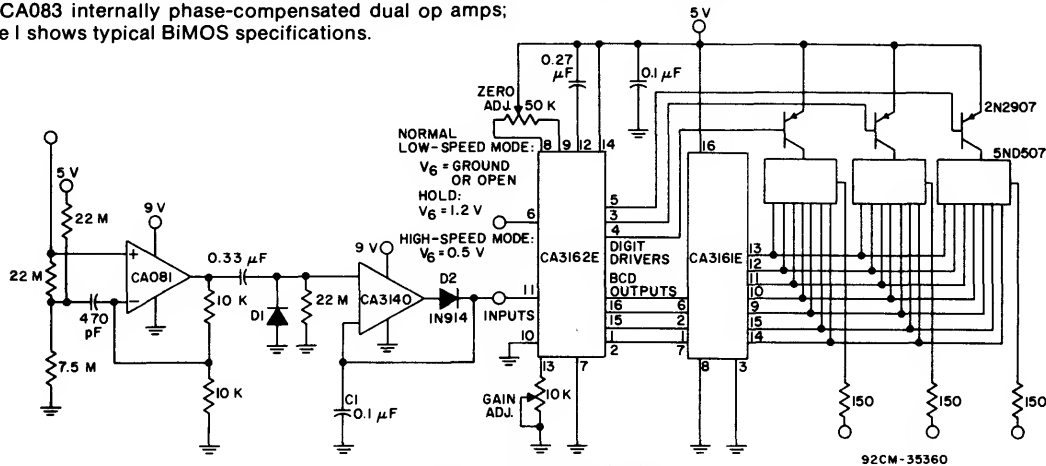 CA083 internally phase-compensated dual op amps;
e I shows typical BiMOS specifications.
5 V
0.27
µF
0.1 µF
ZERO
ADJ.
50 K
2N2907
NORMAL
LOW-SPEED MODE:
V6 = GROUND
OR OPEN
HOLD:
V6 = 1.2 V
HIGH-SPEED MODE:
V6 = 0.5 V
8 9 12 14
16
5ND507
5
3
4
6
DIGIT
DRIVERS
CA3162E
CA3161E
BCD
OUTPUTS
13
12
11
10
9
15
14
16 6
15 2
1 1
2 7
11
INPUTS
10
13 7
8 3
GAIN
ADJ.
10 K
5 V
22 M
9 V
+
CA081
−
22 M
470
pF
7.5 M
0.33 µF
10 K
10 K
D1
22 M
9 V
CA3140
D2
1N914
C1
0.1 µF
150
150
150
92CM-35360